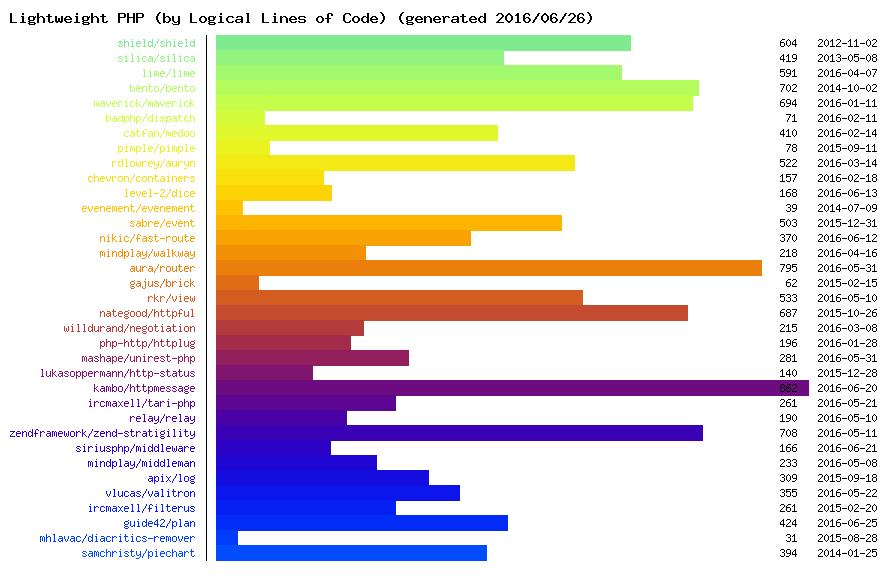 Lightweight PHP (by Logical Lines of Code) (generated 2016/06/26)
shield/shield 604 2012-11-02
silica/silica 419 2013-05-08
lime/lime 591 2016-04-07
bento/bento 702 2014-10-02
maverick/maverick 694 2016-01-11
badphp/dispatch 71 2016-02-11
catfan/medoo 410 2016-02-14
pimple/pimple 78 2015-09-11
rdlowrey/auryn 522 2016-03-14
chevron/containers 157 2016-02-18
level-2/dice 168 2016-06-13
evenement/evenement 39 2014-07-09
sabre/event 503 2015-12-31
nikic/fast-route 370 2016-06-12
mindplay/walkway 218 2016-04-16
aura/router 795 2016-05-31
gajus/brick 62 2015-02-15
rkr/view 533 2016-05-10
nategood/httpful 687 2015-10-26
willdurand/negotiation 215 2016-03-08
php-http/httplug 196 2016-01-28
mashape/unirest-php 281 2016-05-31
lukasoppermann/http-status 140 2015-12-28
kambo/httpmessage 862 2016-06-20
ircmaxell/tari-php 261 2016-05-21
relay/relay 190 2016-05-10
zendframework/zend-stratigility 708 2016-05-11
siriusphp/middleware 166 2016-06-21
mindplay/middleman 233 2016-05-08
apix/log 309 2015-09-18
vlucas/valitron 355 2016-05-22
ircmaxell/filterus 261 2015-02-20
guide42/plan 424 2016-06-25
mhlavac/diacritics-remover 31 2015-08-28
samchristy/piechart 394 2014-01-25